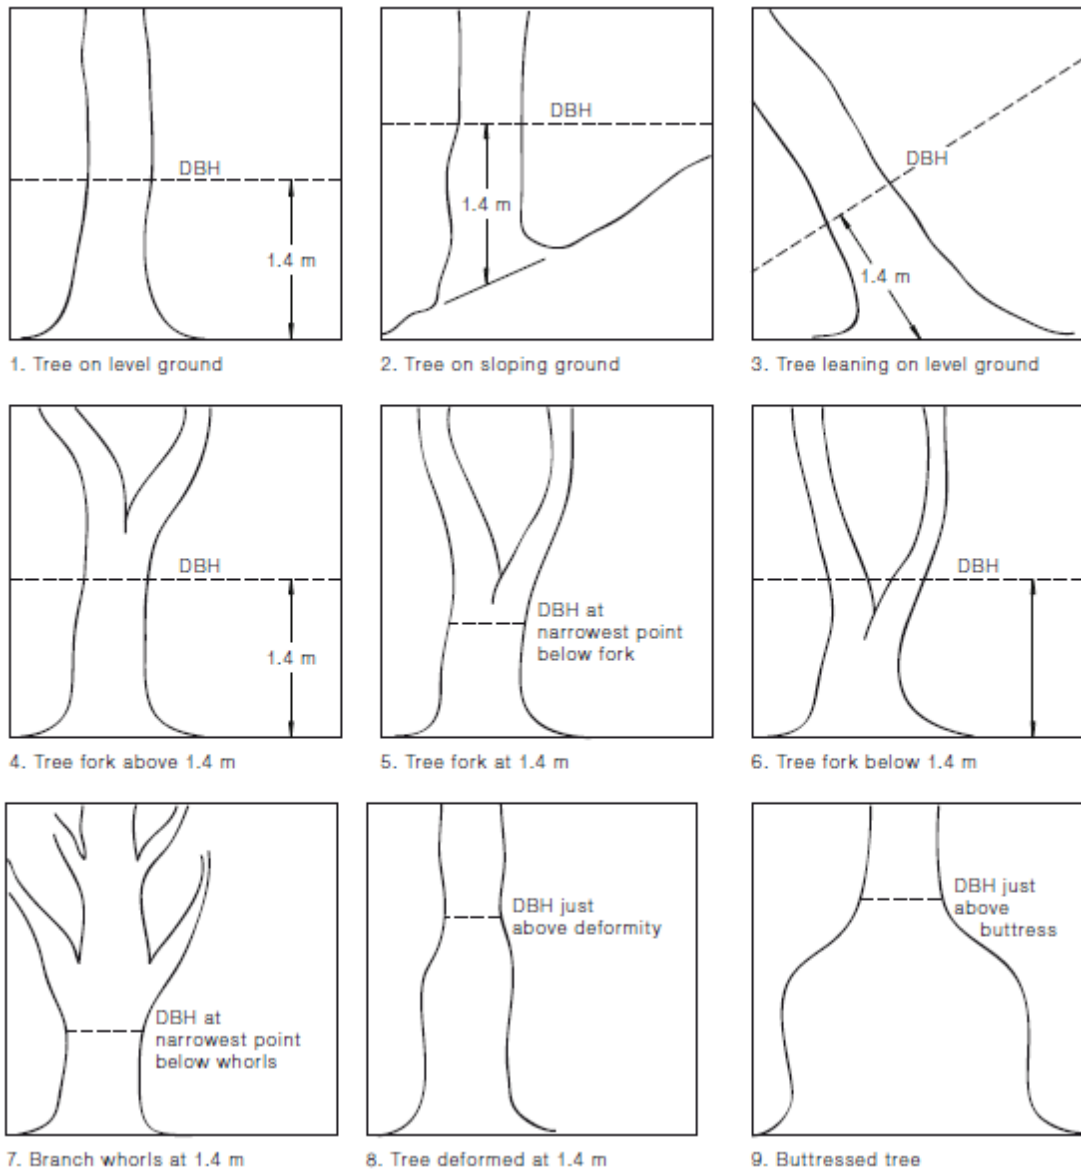 DBH
1.4 m
1. Tree on level ground
DBH
1.4 m
2. Tree on sloping ground
DBH
1.4 m
3. Tree leaning on level ground
DBH
1.4 m
4. Tree fork above 1.4 m
DBH at
narrowest point
below fork
5. Tree fork at 1.4 m
DBH
6. Tree fork below 1.4 m
DBH at
narrowest point
below whorls
7. Branch whorls at 1.4 m
DBH just
above deformity
8. Tree deformed at 1.4 m
DBH just
above
buttress
9. Buttressed tree